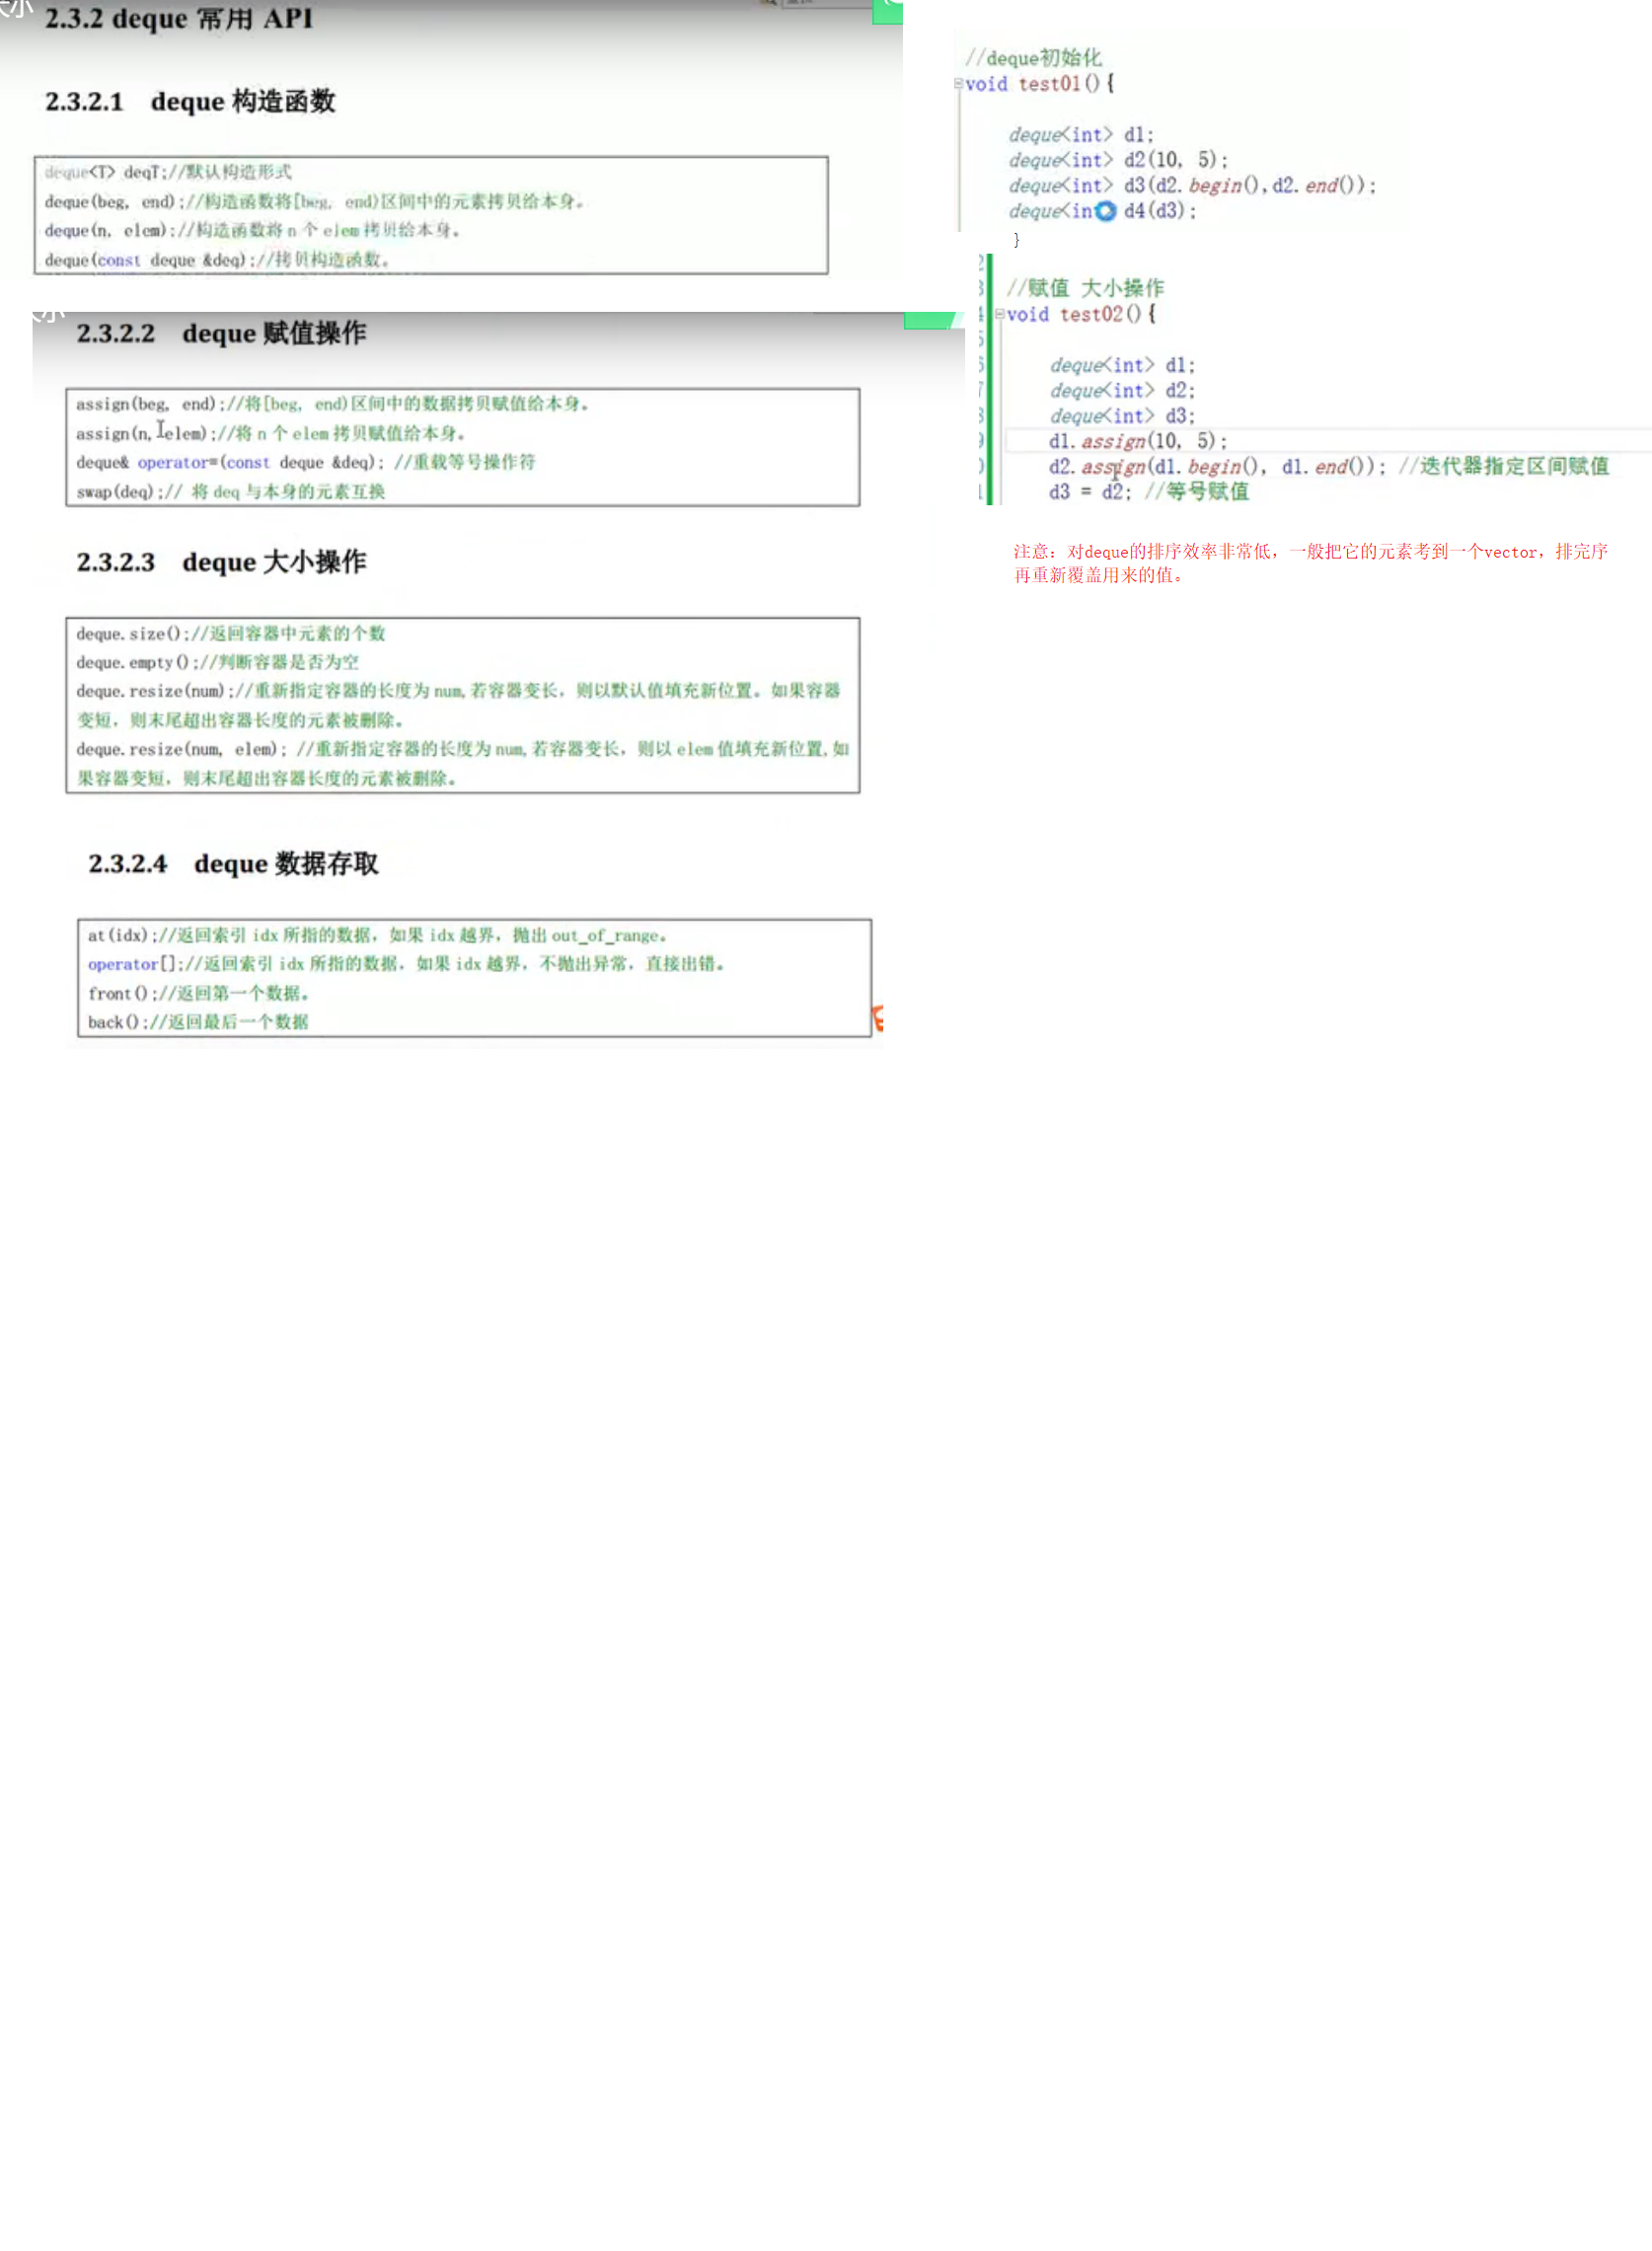 大小
2.3.2 deque 常用 API
2.3.2.1 deque 构造函数
deque<T> deqT;//默认构造形式
deque(beg, end);//构造函数将[beg, end)区间中的元素拷贝给本身。
deque(n, elem);//构造函数将 n 个 elem 拷贝给本身。
deque(const deque &deq);//拷贝构造函数。
2.3.2.2 deque 赋值操作
assign(beg, end);//将[beg, end)区间中的数据拷贝赋值给本身。
assign(n, elem);//将 n 个 elem 拷贝赋值给本身。
deque& operator=(const deque &deq); //重载等号操作符
swap(deq);// 将 deq 与本身的元素互换
2.3.2.3 deque 大小操作
deque.size();//返回容器中元素的个数
deque.empty();//判断容器是否为空
deque.resize(num);//重新指定容器的长度为 num,若容器变长，则以默认值填充新位置。如果容器
变短，则末尾超出容器长度的元素被删除。
deque.resize(num, elem); //重新指定容器的长度为 num,若容器变长，则以 elem 值填充新位置,如
果容器变短，则末尾超出容器长度的元素被删除。
2.3.2.4 deque 数据存取
at(idx);//返回索引 idx 所指的数据，如果 idx 越界，抛出 out_of_range。
operator[];//返回索引 idx 所指的数据，如果 idx 越界，不抛出异常，直接出错。
front();//返回第一个数据。
back();//返回最后一个数据
//deque初始化
void test01(){
deque<int> d1;
deque<int> d2(10, 5);
deque<int> d3(d2.begin(),d2.end());
deque<in d4(d3);
}
//赋值 大小操作
void test02(){
deque<int> d1;
deque<int> d2;
deque<int> d3;
d1.assign(10, 5);
d2.assign(d1.begin(), d1.end()); //迭代器指定区间赋值
d3 = d2; //等号赋值
注意：对deque的排序效率非常低，一般把它的元素考到一个vector，排完序
再重新覆盖用来的值。